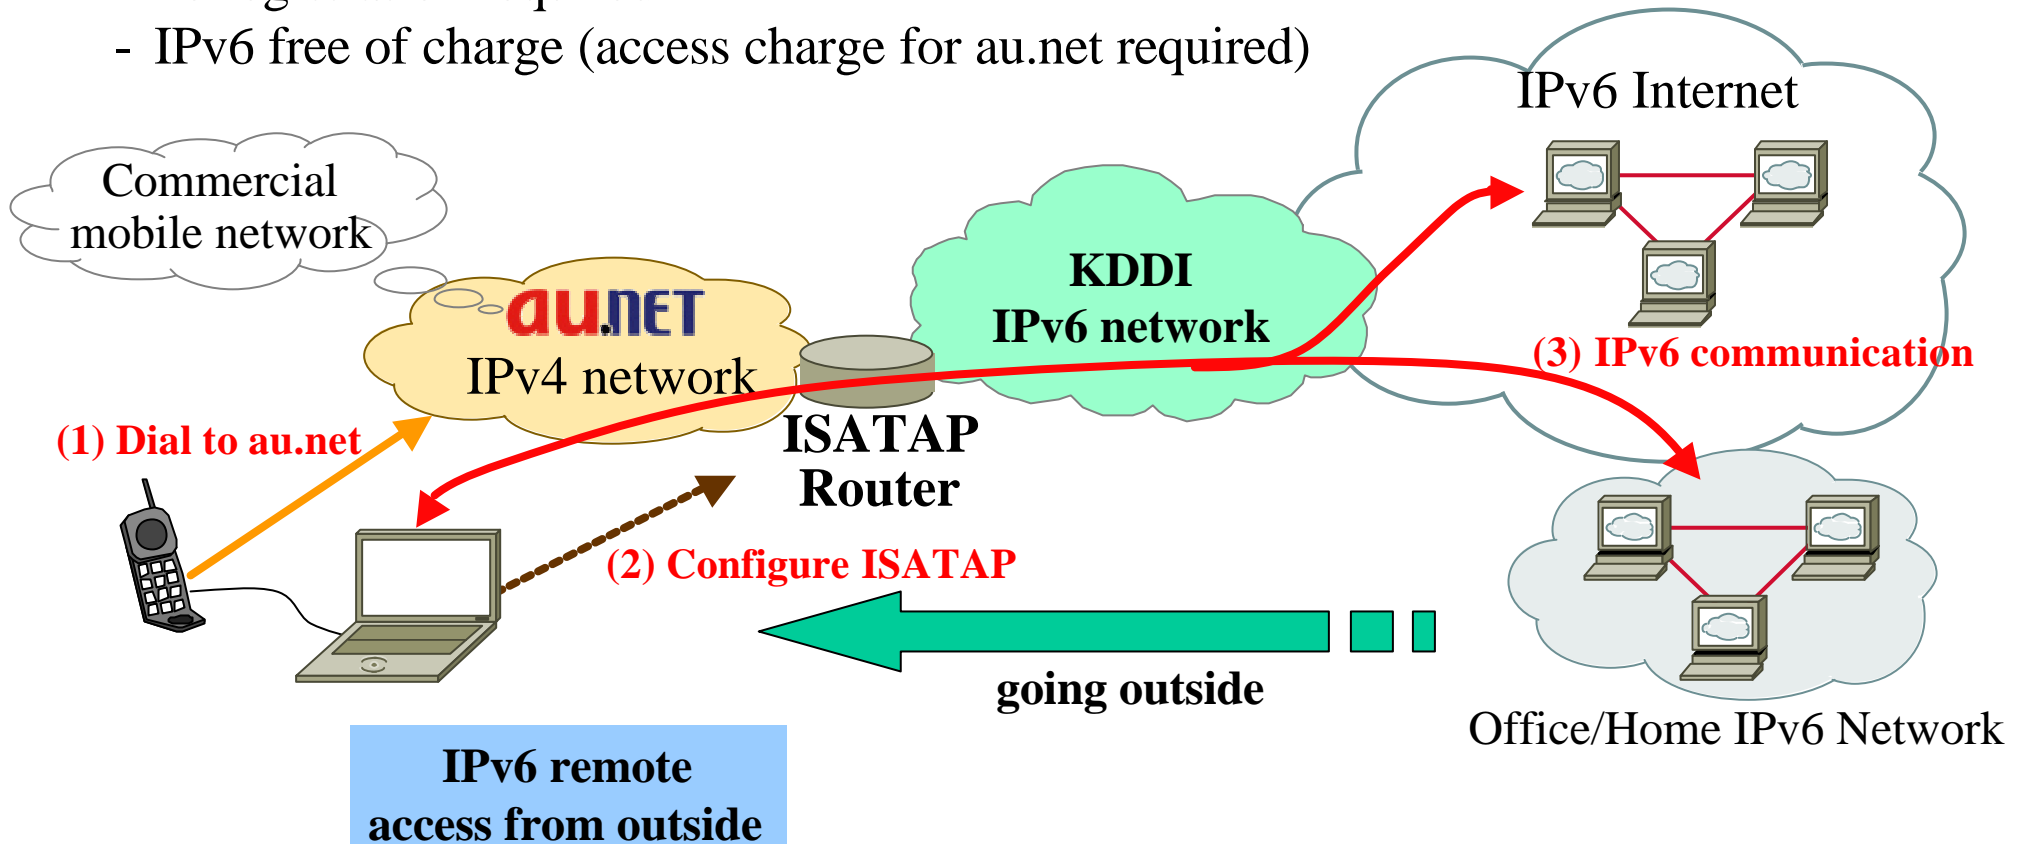 - IPv6 free of charge (access charge for au.net required)
IPv6 Internet
Commercial
mobile network
KDDI
IPv6 network
au.NET
IPv4 network
(3) IPv6 communication
(1) Dial to au.net
ISATAP
Router
(2) Configure ISATAP
going outside
Office/Home IPv6 Network
IPv6 remote
access from outside